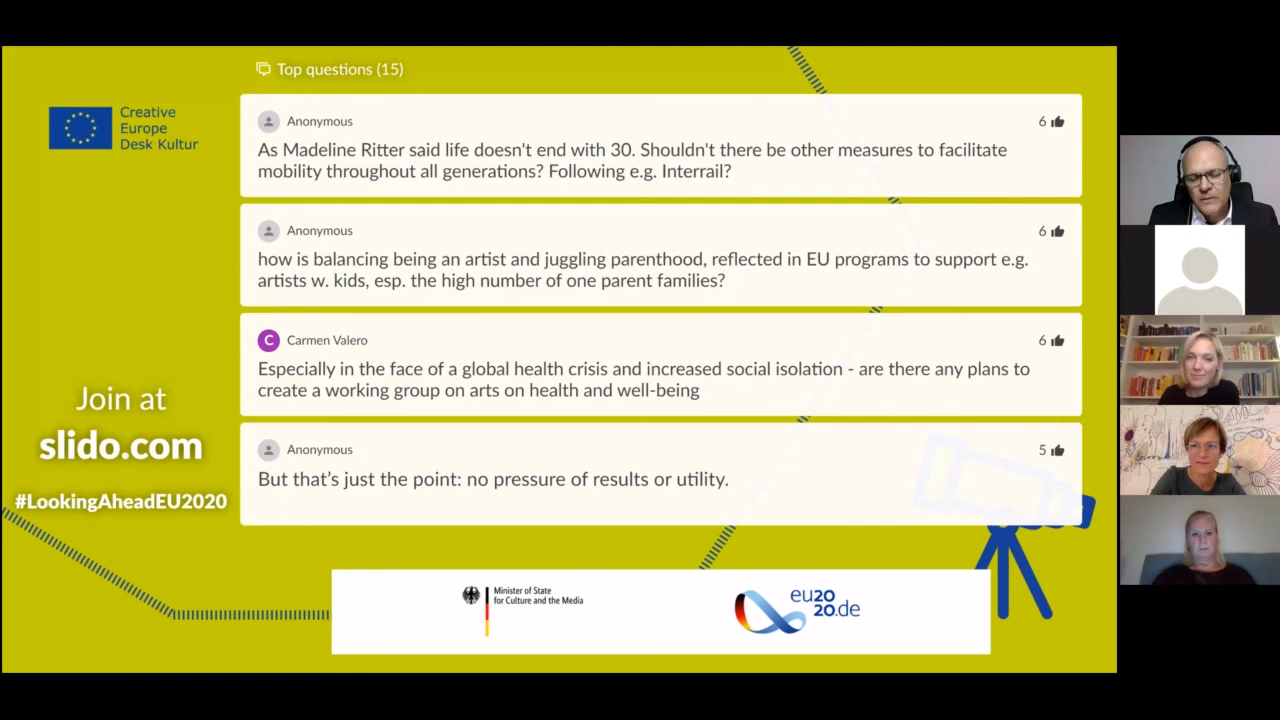 Top questions (15)
Creative
Europe
Desk Kultur
Anonymous
6
As Madeline Ritter said life doesn't end with 30. Shouldn't there be other measures to facilitate
mobility throughout all generations? Following e.g. Interrail?
Anonymous
6
how is balancing being an artist and juggling parenthood, reflected in EU programs to support e.g.
artists w. kids, esp. the high number of one parent families?
C
Carmen Valero
6
Especially in the face of a global health crisis and increased social isolation - are there any plans to
create a working group on arts on health and well-being
Anonymous
5
But that's just the point: no pressure of results or utility.
Join at
slido.com
#LookingAheadEU2020
Minister of State
for Culture and the Media
eu20
20.de